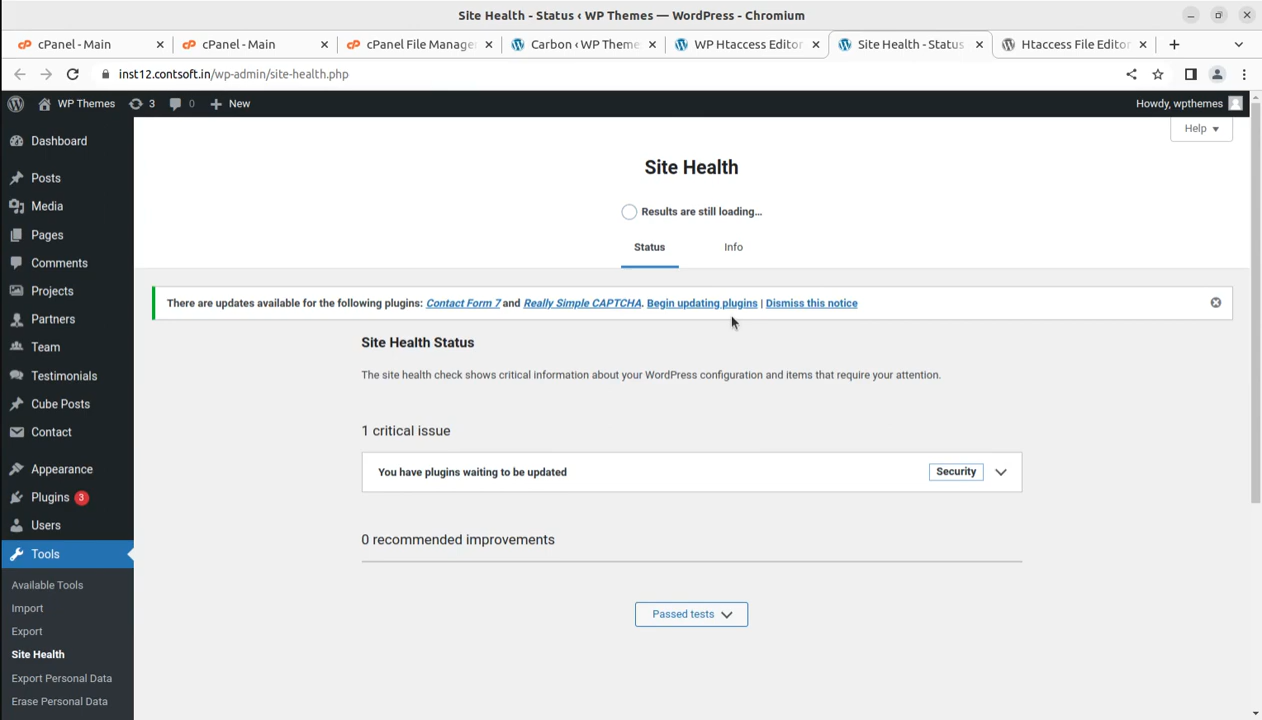 Site Health - Status ‹ WP Themes — WordPress - Chromium
cPanel - Main
cPanel - Main
cPanel File Manage
Carbon ‹ WP Theme
WP Htaccess Editor
Site Health - Status
Htaccess File Editor
inst12.contsoft.in/wp-admin/site-health.php
WP Themes 3 0 New
Howdy, wpthemes
Help
Dashboard
Posts
Media
Pages
Comments
Projects
Partners
Team
Testimonials
Cube Posts
Contact
Appearance
Plugins 3
Users
Tools
Available Tools
Import
Export
Site Health
Export Personal Data
Erase Personal Data
Site Health
Results are still loading…
Status
Info
There are updates available for the following plugins: Contact Form 7 and Really Simple CAPTCHA. Begin updating plugins | Dismiss this notice
Site Health Status
The site health check shows critical information about your WordPress configuration and items that require your attention.
1 critical issue
You have plugins waiting to be updated
Security
0 recommended improvements
Passed tests